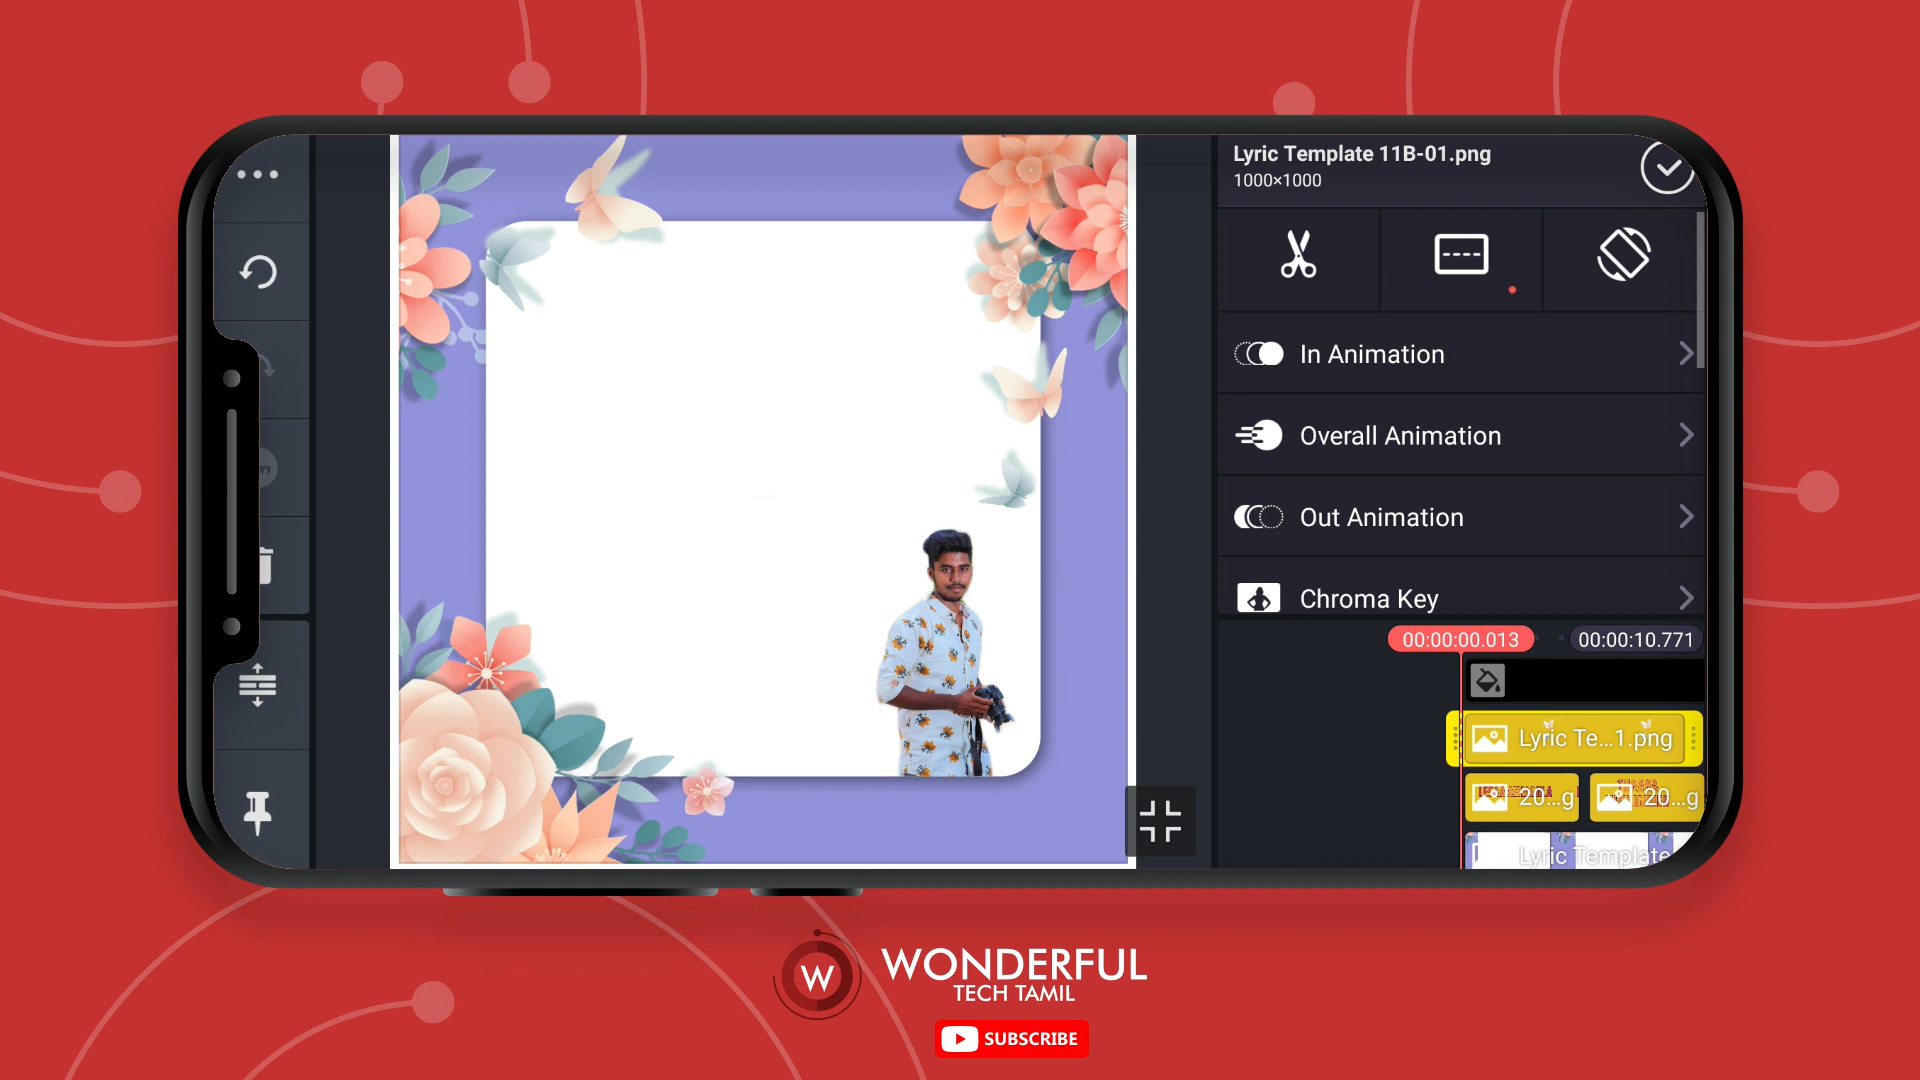 Lyric Template 11B-01.png
1000×1000
In Animation
Overall Animation
Out Animation
Chroma Key
00:00:00.013
00:00:10.771
Lyric Te...1.png
20...g
20...g
Lyric Template
W
WONDERFUL
TECH TAMIL
SUBSCRIBE